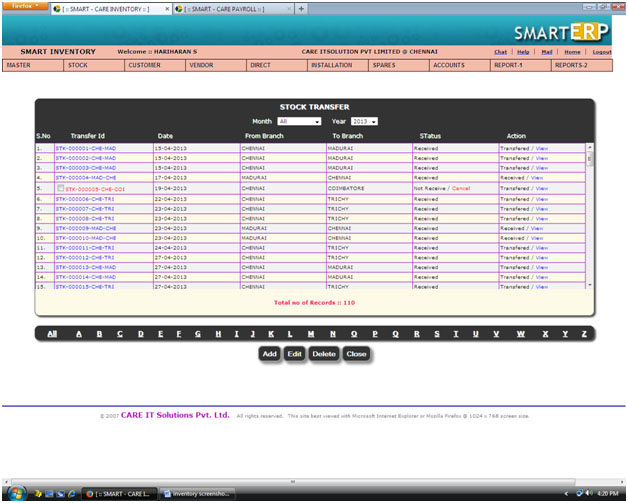 firefox
[ :: SMART - CARE INVENTORY :: ] × [ :: SMART - CARE PAYROLL :: ] × +
SMART ERP
SMART INVENTORY Welcome :: HARIHARAN S CARE ITSOLUTION PVT LIMITED @ CHENNAI Chat | Help | Mail | Home | Logout
MASTER STOCK CUSTOMER VENDOR DIRECT INSTALLATION SPARES ACCOUNTS REPORT-1 REPORTS-2
STOCK TRANSFER
Month All Year 2013
S.No Transfer Id Date From Branch To Branch STatus Action
1. STK-000001-CHE-MAD 15-04-2013 CHENNAI MADURAI Received Transfered / View
2. STK-000002-CHE-MAD 15-04-2013 CHENNAI MADURAI Received Transfered / View
3. STK-000003-CHE-MAD 15-04-2013 CHENNAI MADURAI Received Transfered / View
4. STK-000004-MAD-CHE 17-04-2013 MADURAI CHENNAI Received Received / View
5. STK-000005-CHE-COI 19-04-2013 CHENNAI COIMBATORE Not Receive / Cancel Transfered / View
6. STK-000006-CHE-TRI 22-04-2013 CHENNAI TRICHY Received Transfered / View
7. STK-000007-CHE-TRI 23-04-2013 CHENNAI TRICHY Received Transfered / View
8. STK-000008-CHE-TRI 23-04-2013 CHENNAI TRICHY Received Transfered / View
9. STK-000009-MAD-CHE 23-04-2013 MADURAI CHENNAI Received Received / View
10. STK-000010-MAD-CHE 23-04-2013 MADURAI CHENNAI Received Received / View
11. STK-000011-CHE-TRI 24-04-2013 CHENNAI TRICHY Received Transfered / View
12. STK-000012-CHE-TRI 27-04-2013 CHENNAI TRICHY Received Transfered / View
13. STK-000013-CHE-MAD 27-04-2013 CHENNAI MADURAI Received Transfered / View
14. STK-000014-CHE-MAD 27-04-2013 CHENNAI MADURAI Received Transfered / View
15. STK-000015-CHE-TRI 27-04-2013 CHENNAI TRICHY Received Transfered / View
Total no of Records :: 110
All A B C D E F G H I J K L M N O P Q R S T U V W X Y Z
Add Edit Delete Close
© 2007 CARE IT Solutions Pvt. Ltd. All rights reserved. This site best viewed with Microsoft Internet Explorer or Mozilla Firefox @ 1024 x 768 screen size.
[ :: SMART - CARE I... inventory screensho... 4:20 PM